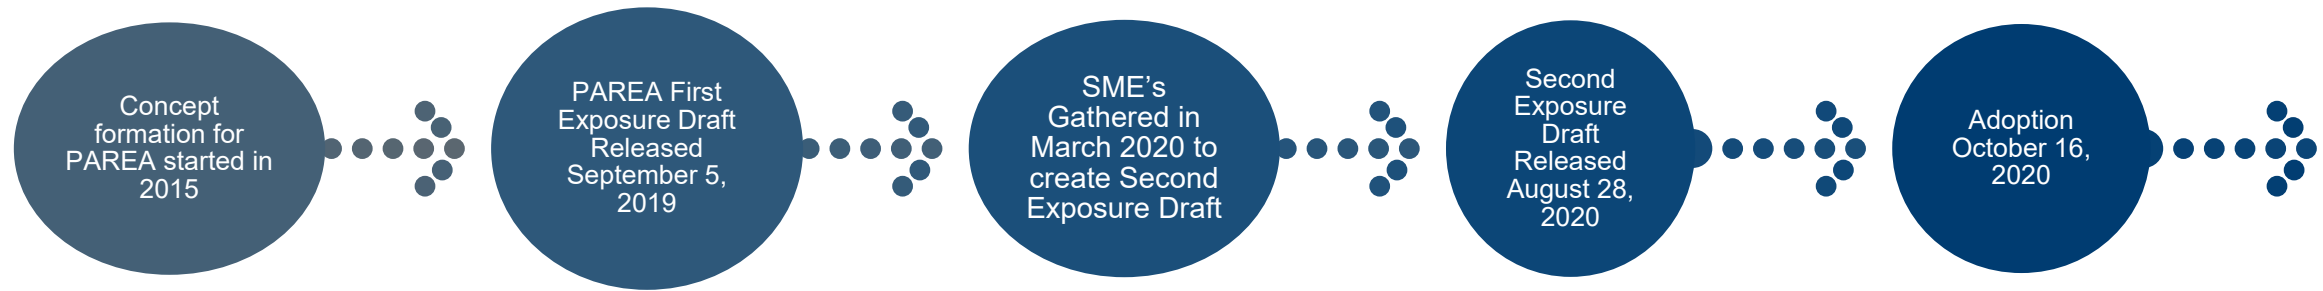 Concept
formation for
PAREA started in
2015
PAREA First
Exposure Draft
Released
September 5,
2019
SME’s
Gathered in
March 2020 to
create Second
Exposure Draft
Second
Exposure
Draft
Released
August 28,
2020
Adoption
October 16,
2020